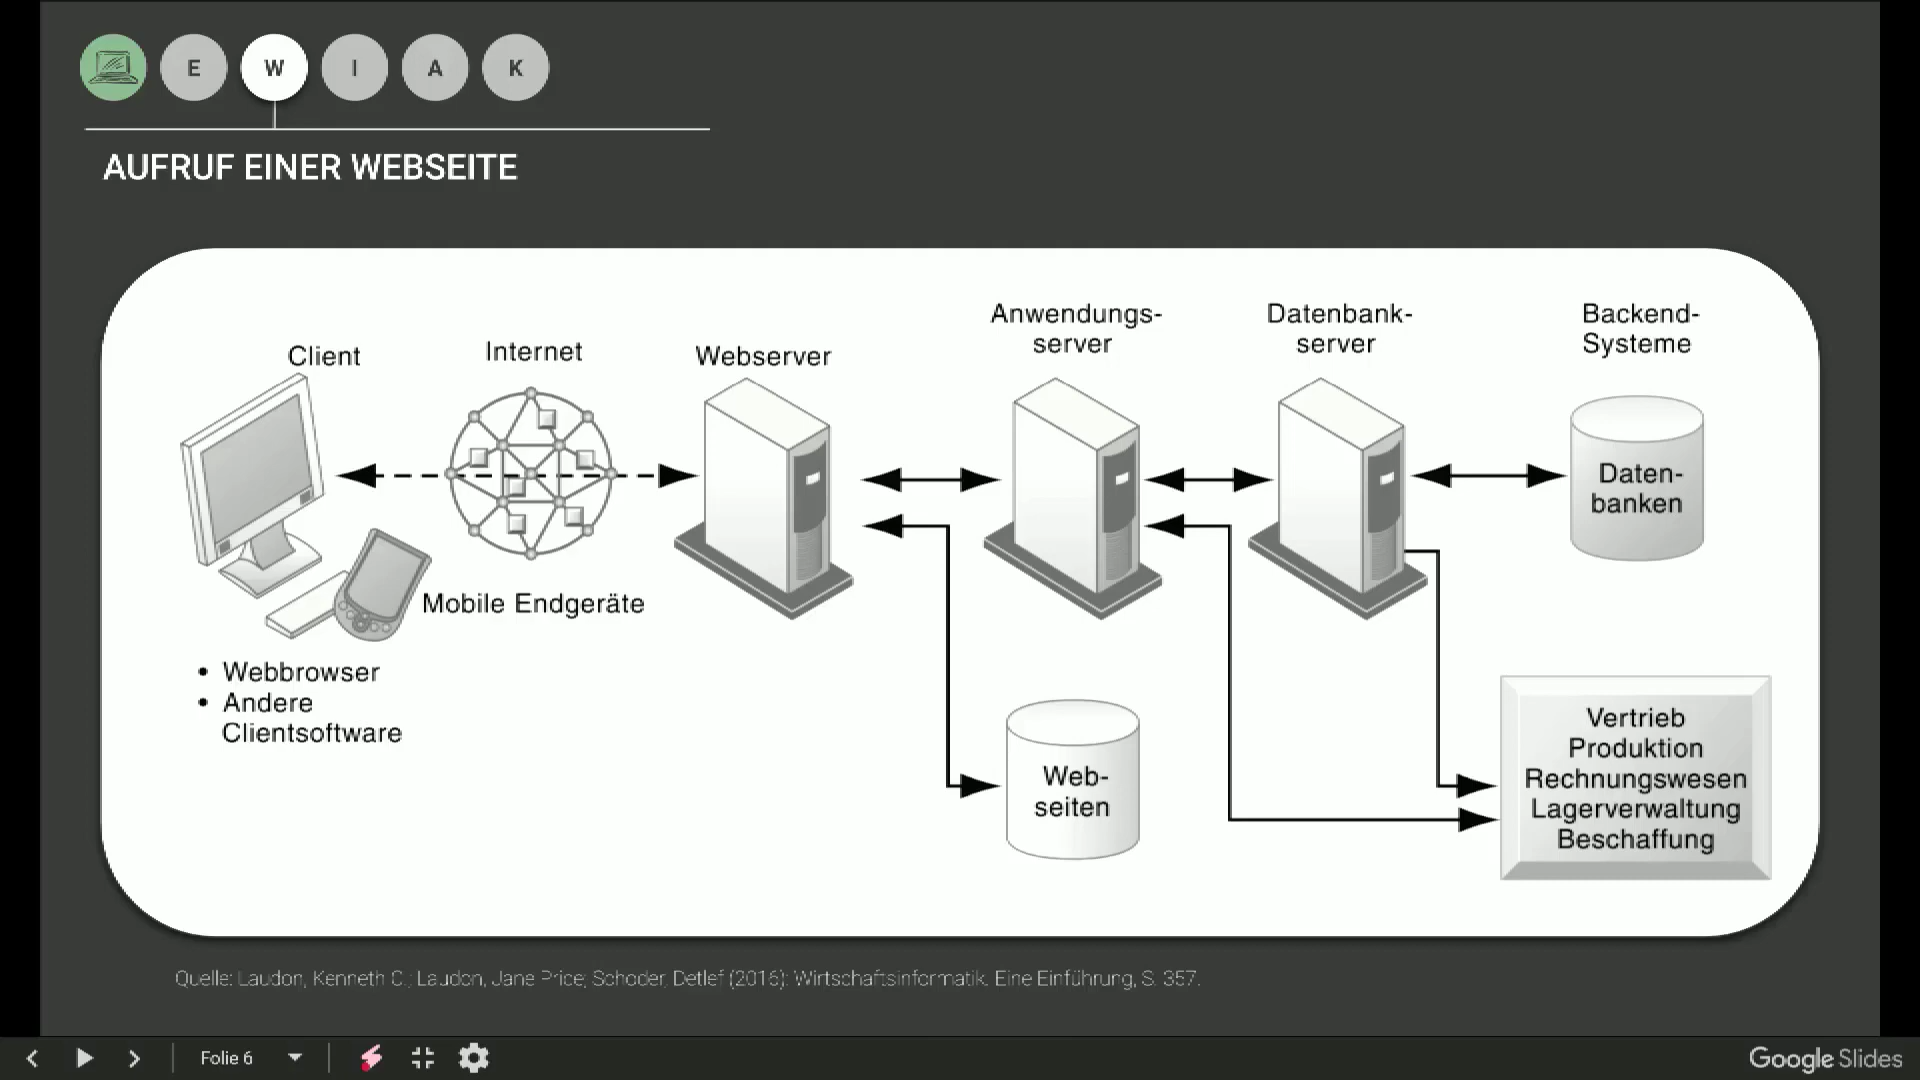 E W I A K
AUFRUF EINER WEBSEITE
Client
Internet
Webserver
Anwendungs-
server
Datenbank-
server
Backend-
Systeme
Daten-
banken
Mobile Endgeräte
• Webbrowser
• Andere
Clientsoftware
Web-
seiten
Vertrieb
Produktion
Rechnungswesen
Lagerverwaltung
Beschaffung
Quelle: Laudon, Kenneth C.; Laudon, Jane Price; Schoder, Detlef (2016): Wirtschaftsinformatik. Eine Einführung, S. 357.
Folie 6
Google Slides